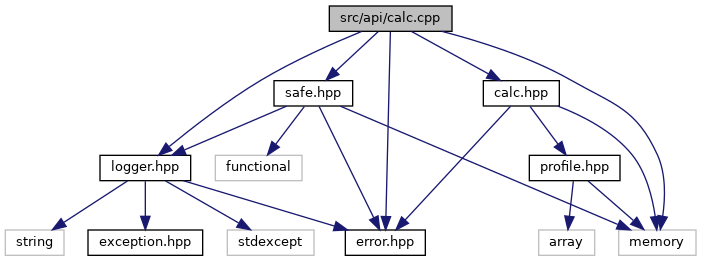 src/api/calc.cpp
safe.hpp
calc.hpp
logger.hpp
functional
profile.hpp
string
exception.hpp
stdexcept
error.hpp
array
memory